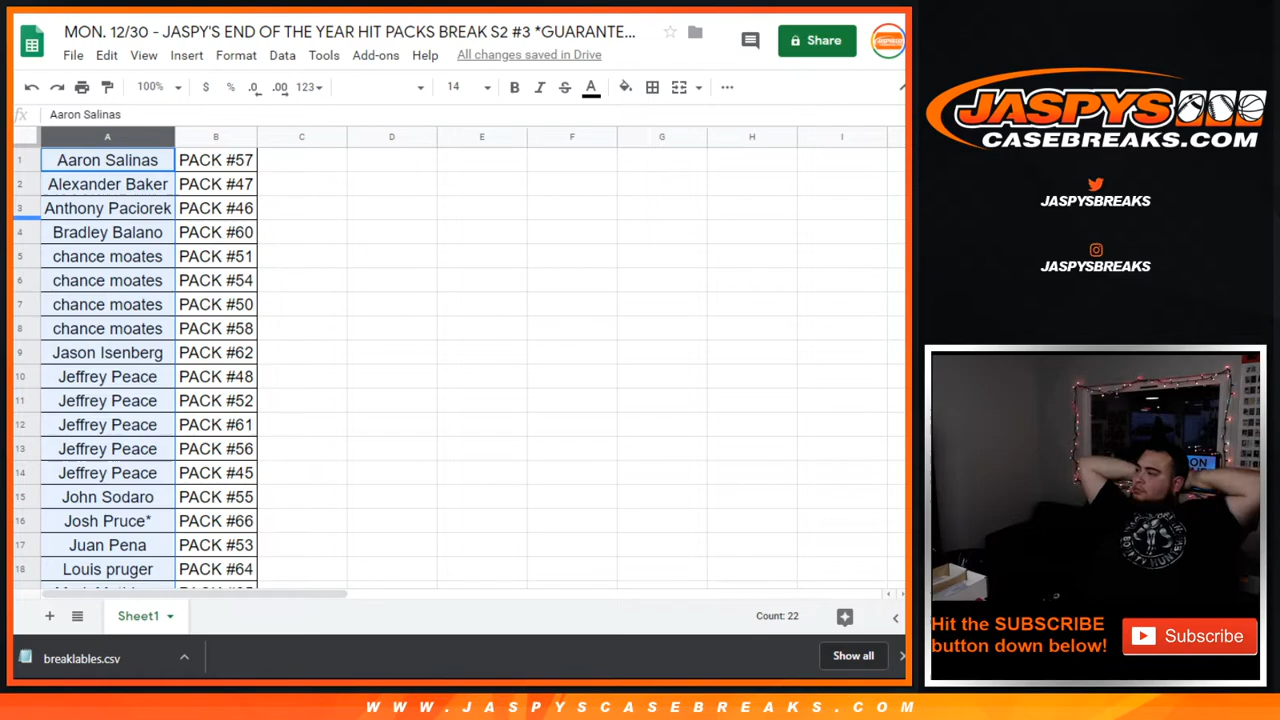 MON. 12/30 - JASPY'S END OF THE YEAR HIT PACKS BREAK S2 #3 *GUARANTE...
File Edit View Insert Format Data Tools Add-ons Help All changes saved in Drive
Share
100% $ % .0 .00 123 14 B I S A
fx Aaron Salinas
A B C D E F G H I
1 Aaron Salinas PACK #57
2 Alexander Baker PACK #47
3 Anthony Paciorek PACK #46
4 Bradley Balano PACK #60
5 chance moates PACK #51
6 chance moates PACK #54
7 chance moates PACK #50
8 chance moates PACK #58
9 Jason Isenberg PACK #62
10 Jeffrey Peace PACK #48
11 Jeffrey Peace PACK #52
12 Jeffrey Peace PACK #61
13 Jeffrey Peace PACK #56
14 Jeffrey Peace PACK #45
15 John Sodaro PACK #55
16 Josh Pruce* PACK #66
17 Juan Pena PACK #53
18 Louis pruger PACK #64
Sheet1
Count: 22
breaklables.csv
Show all
JASPYS
CASEBREAKS.COM
JASPYSBREAKS
JASPYSBREAKS
Hit the SUBSCRIBE
button down below!
Subscribe
WWW.JASPYSCASEBREAKS.COM